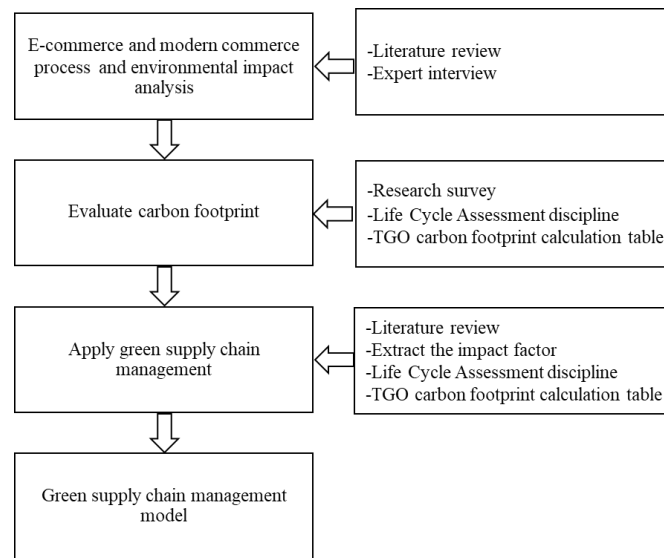 E-commerce and modern commerce
process and environmental impact
analysis
-Literature review
-Expert interview
Evaluate carbon footprint
-Research survey
-Life Cycle Assessment discipline
-TGO carbon footprint calculation table
Apply green supply chain
management
-Literature review
-Extract the impact factor
-Life Cycle Assessment discipline
-TGO carbon footprint calculation table
Green supply chain management
model